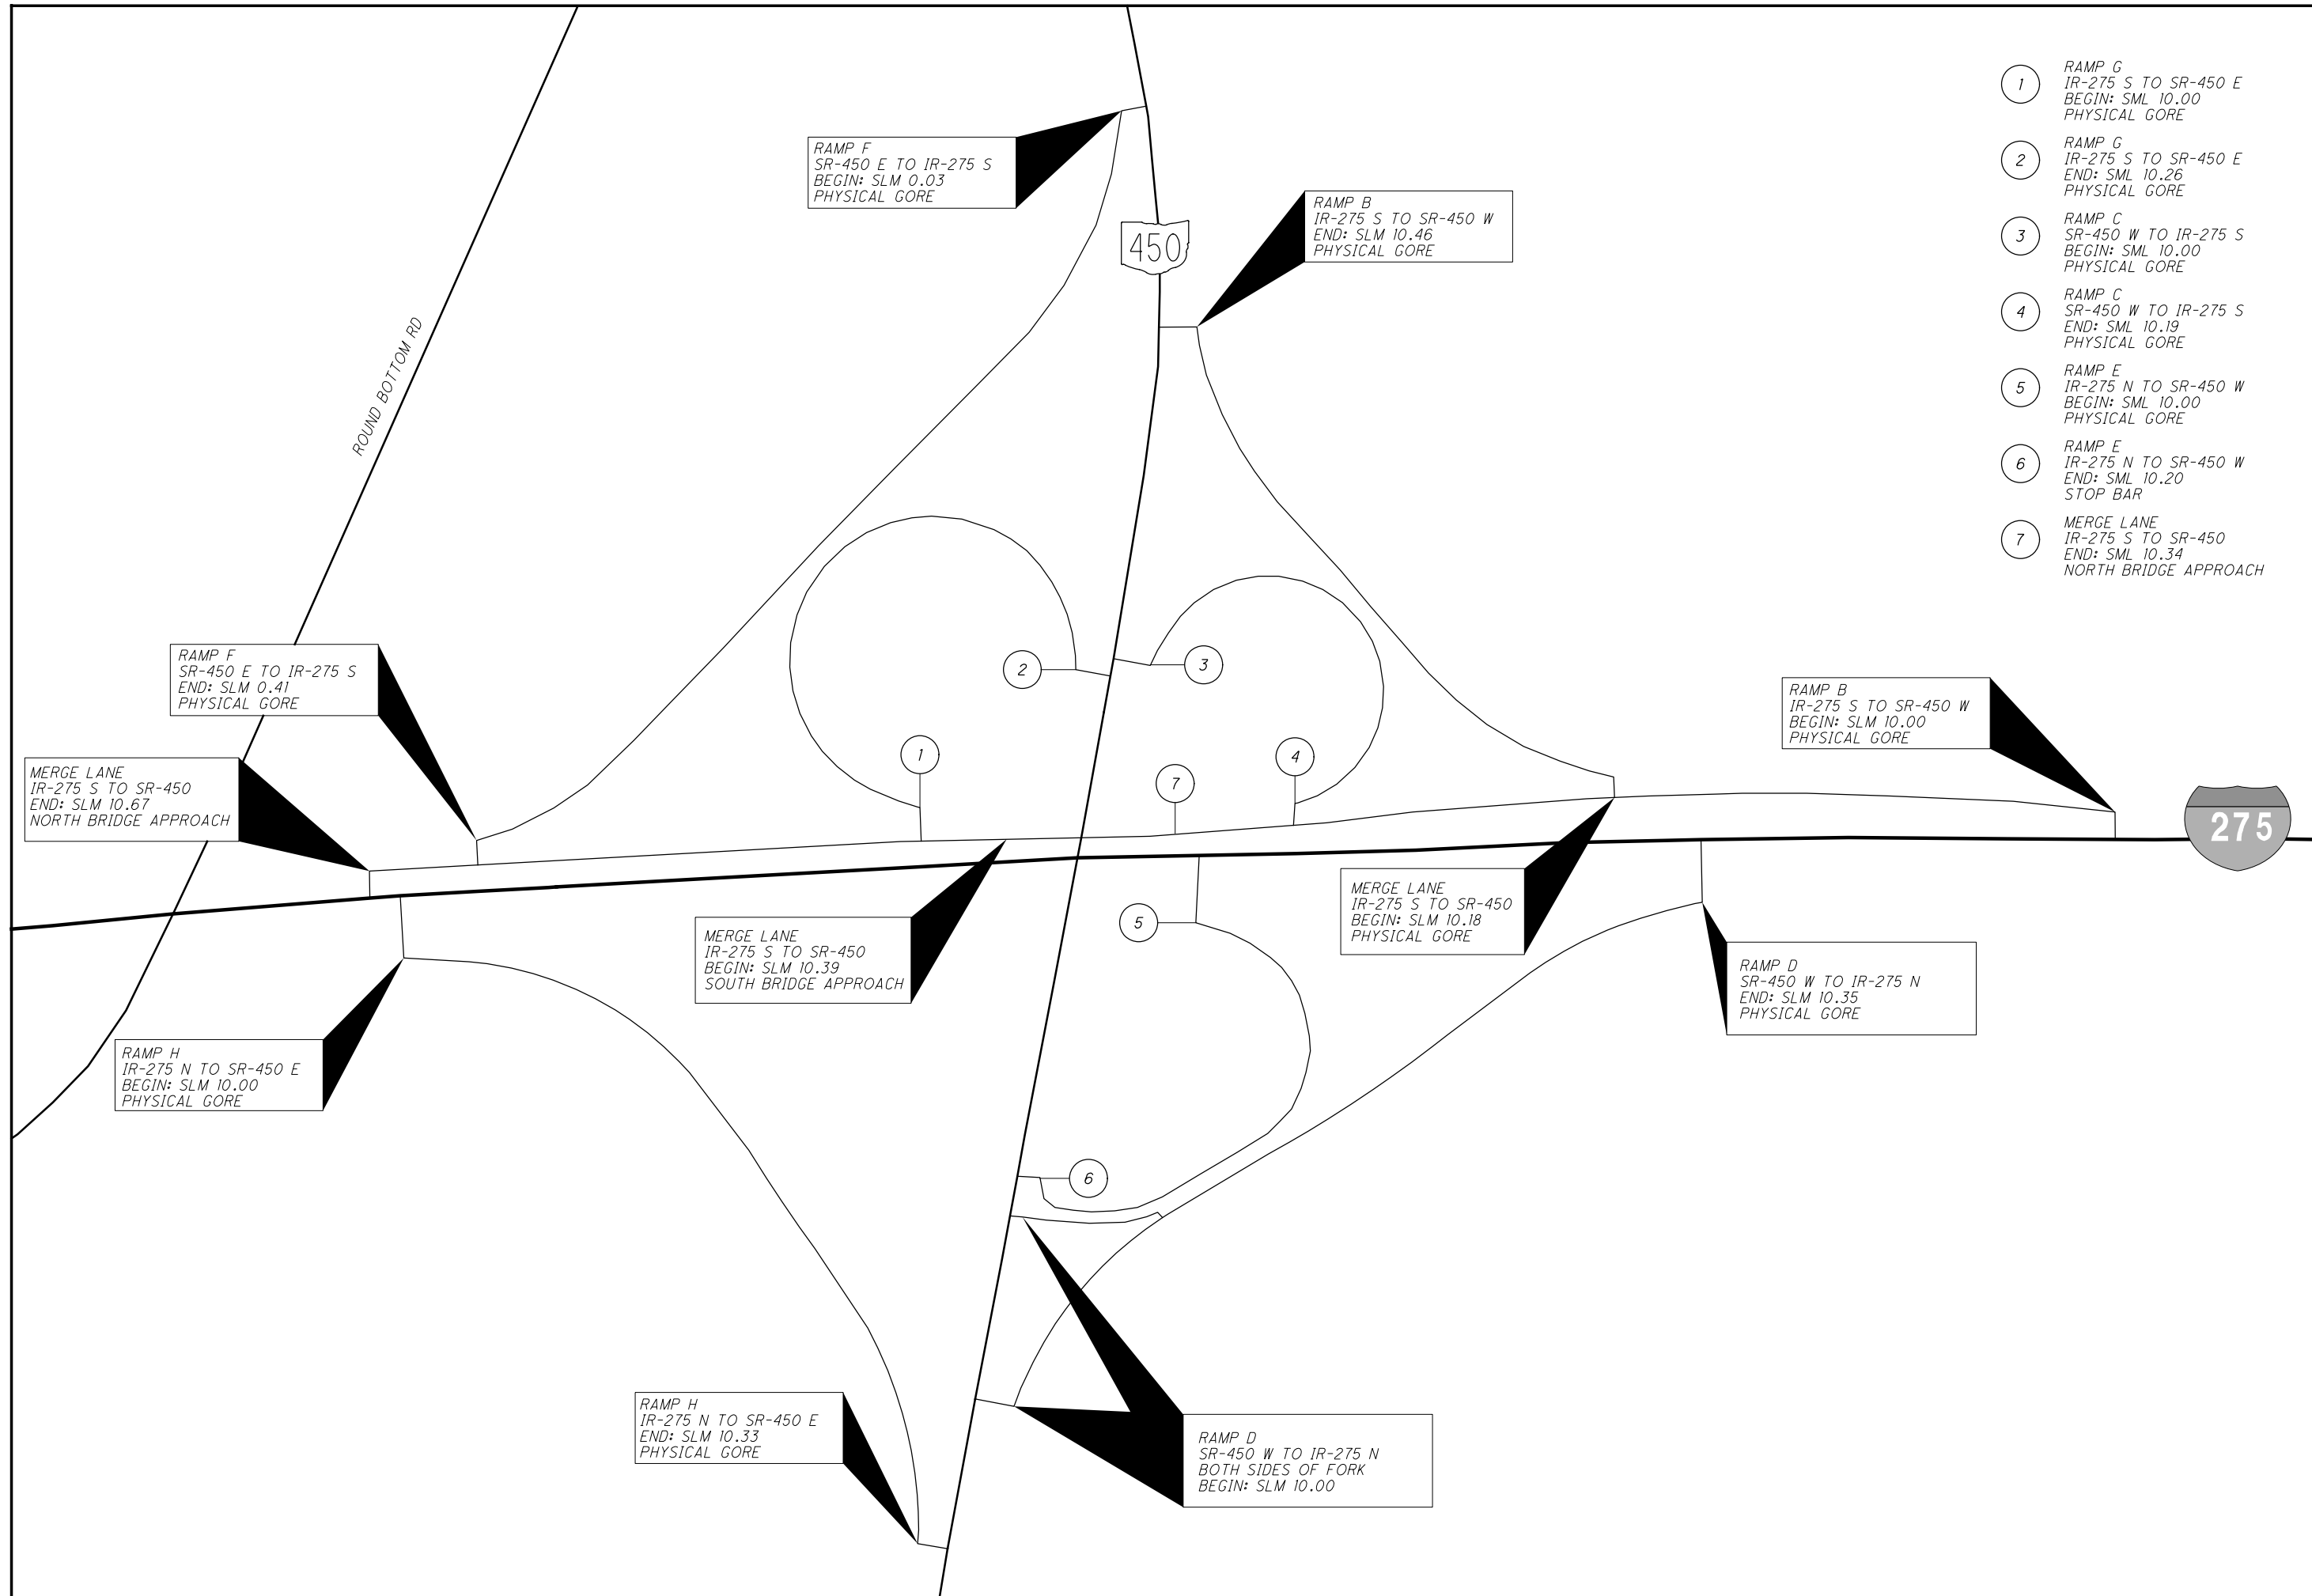 RAMP F
SR-450 E TO IR-275 S
BEGIN: SLM 0.03
PHYSICAL GORE
450
RAMP B
IR-275 S TO SR-450 W
END: SLM 10.46
PHYSICAL GORE
1
RAMP G
IR-275 S TO SR-450 E
BEGIN: SML 10.00
PHYSICAL GORE
2
RAMP G
IR-275 S TO SR-450 E
END: SML 10.26
PHYSICAL GORE
3
RAMP C
SR-450 W TO IR-275 S
BEGIN: SML 10.00
PHYSICAL GORE
4
RAMP C
SR-450 W TO IR-275 S
END: SML 10.19
PHYSICAL GORE
5
RAMP E
IR-275 N TO SR-450 W
BEGIN: SML 10.00
PHYSICAL GORE
6
RAMP E
IR-275 N TO SR-450 W
END: SML 10.20
STOP BAR
7
MERGE LANE
IR-275 S TO SR-450
END: SML 10.34
NORTH BRIDGE APPROACH
ROUND BOTTOM RD
RAMP F
SR-450 E TO IR-275 S
END: SLM 0.41
PHYSICAL GORE
2
3
RAMP B
IR-275 S TO SR-450 W
BEGIN: SLM 10.00
PHYSICAL GORE
MERGE LANE
IR-275 S TO SR-450
END: SLM 10.67
NORTH BRIDGE APPROACH
1
7
4
275
MERGE LANE
IR-275 S TO SR-450
BEGIN: SLM 10.39
SOUTH BRIDGE APPROACH
5
MERGE LANE
IR-275 S TO SR-450
BEGIN: SLM 10.18
PHYSICAL GORE
RAMP D
SR-450 W TO IR-275 N
END: SLM 10.35
PHYSICAL GORE
RAMP H
IR-275 N TO SR-450 E
BEGIN: SLM 10.00
PHYSICAL GORE
6
RAMP H
IR-275 N TO SR-450 E
END: SLM 10.33
PHYSICAL GORE
RAMP D
SR-450 W TO IR-275 N
BOTH SIDES OF FORK
BEGIN: SLM 10.00